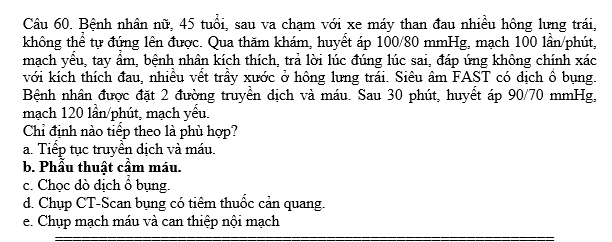 Câu 60. Bệnh nhân nữ, 45 tuổi, sau va chạm với xe máy than đau nhiều hông lưng trái,
không thể tự đứng lên được. Qua thăm khám, huyết áp 100/80 mmHg, mạch 100 lần/phút,
mạch yếu, tay ẩm, bệnh nhân kích thích, trả lời lúc đúng lúc sai, đáp ứng không chính xác
với kích thích đau, nhiều vết trầy xước ở hông lưng trái. Siêu âm FAST có dịch ổ bụng.
Bệnh nhân được đặt 2 đường truyền dịch và máu. Sau 30 phút, huyết áp 90/70 mmHg,
mạch 120 lần/phút, mạch yếu.
Chỉ định nào tiếp theo là phù hợp?
a. Tiếp tục truyền dịch và máu.
b. Phẫu thuật cầm máu.
c. Chọc dò dịch ổ bụng.
d. Chụp CT-Scan bụng có tiêm thuốc cản quang.
e. Chụp mạch máu và can thiệp nội mạch